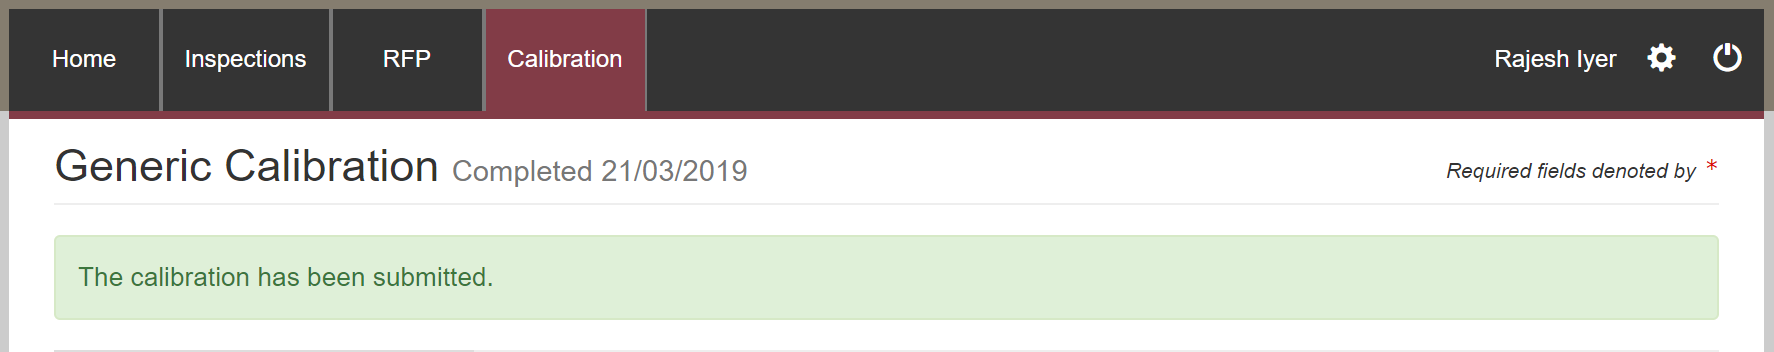 Home Inspections RFP Calibration Rajesh Iyer
Generic Calibration Completed 21/03/2019 Required fields denoted by *
The calibration has been submitted.